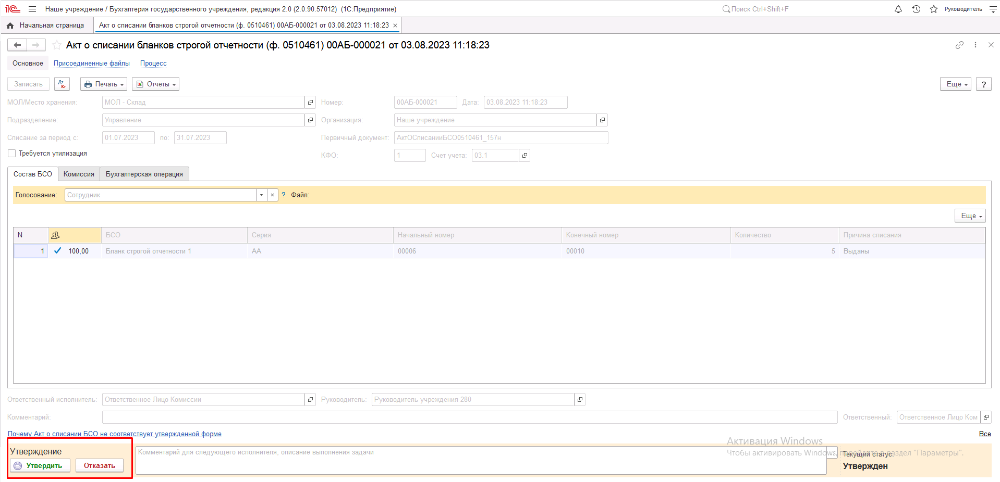 1С Наше учреждение / Бухгалтерия государственного учреждения, редакция 2.0 (2.0.90.57012) (1С:Предприятие) Поиск Ctrl+Shift+F Руководитель
Начальная страница Акт о списании бланков строгой отчетности (ф. 0510461) 00АБ-000021 от 03.08.2023 11:18:23 ×
Акт о списании бланков строгой отчетности (ф. 0510461) 00АБ-000021 от 03.08.2023 11:18:23
Основное Присоединенные файлы Процесс
Записать Дт Кт Печать Отчеты Еще ?
МОЛ/Место хранения: МОЛ - Склад Номер: 00АБ-000021 Дата: 03.08.2023 11:18:23
Подразделение: Управление Организация: Наше учреждение
Списание за период с: 01.07.2023 по: 31.07.2023 Первичный документ: АктОСписанииБСО0510461_157н
Требуется утилизация КФО: 1 Счет учета: 03.1
Состав БСО Комиссия Бухгалтерская операция
Голосование: Сотрудник × ? Файл:
Еще
N БСО Серия Начальный номер Конечный номер Количество Причина списания
1 100,00 Бланк строгой отчетности 1 АА 00006 00010 5 Выданы
Ответственный исполнитель: Ответственное Лицо Комиссии Руководитель: Руководитель учреждения 280
Комментарий: Ответственный: Ответственное Лицо Ком
Почему Акт о списании БСО не соответствует утвержденной форме Все
Активация Windows
Чтобы активировать Windows, перейдите в раздел "Параметры".
Утверждение Комментарий для следующего исполнителя, описание выполнения задачи ... Текущий статус:
Утвердить Отказать Утвержден